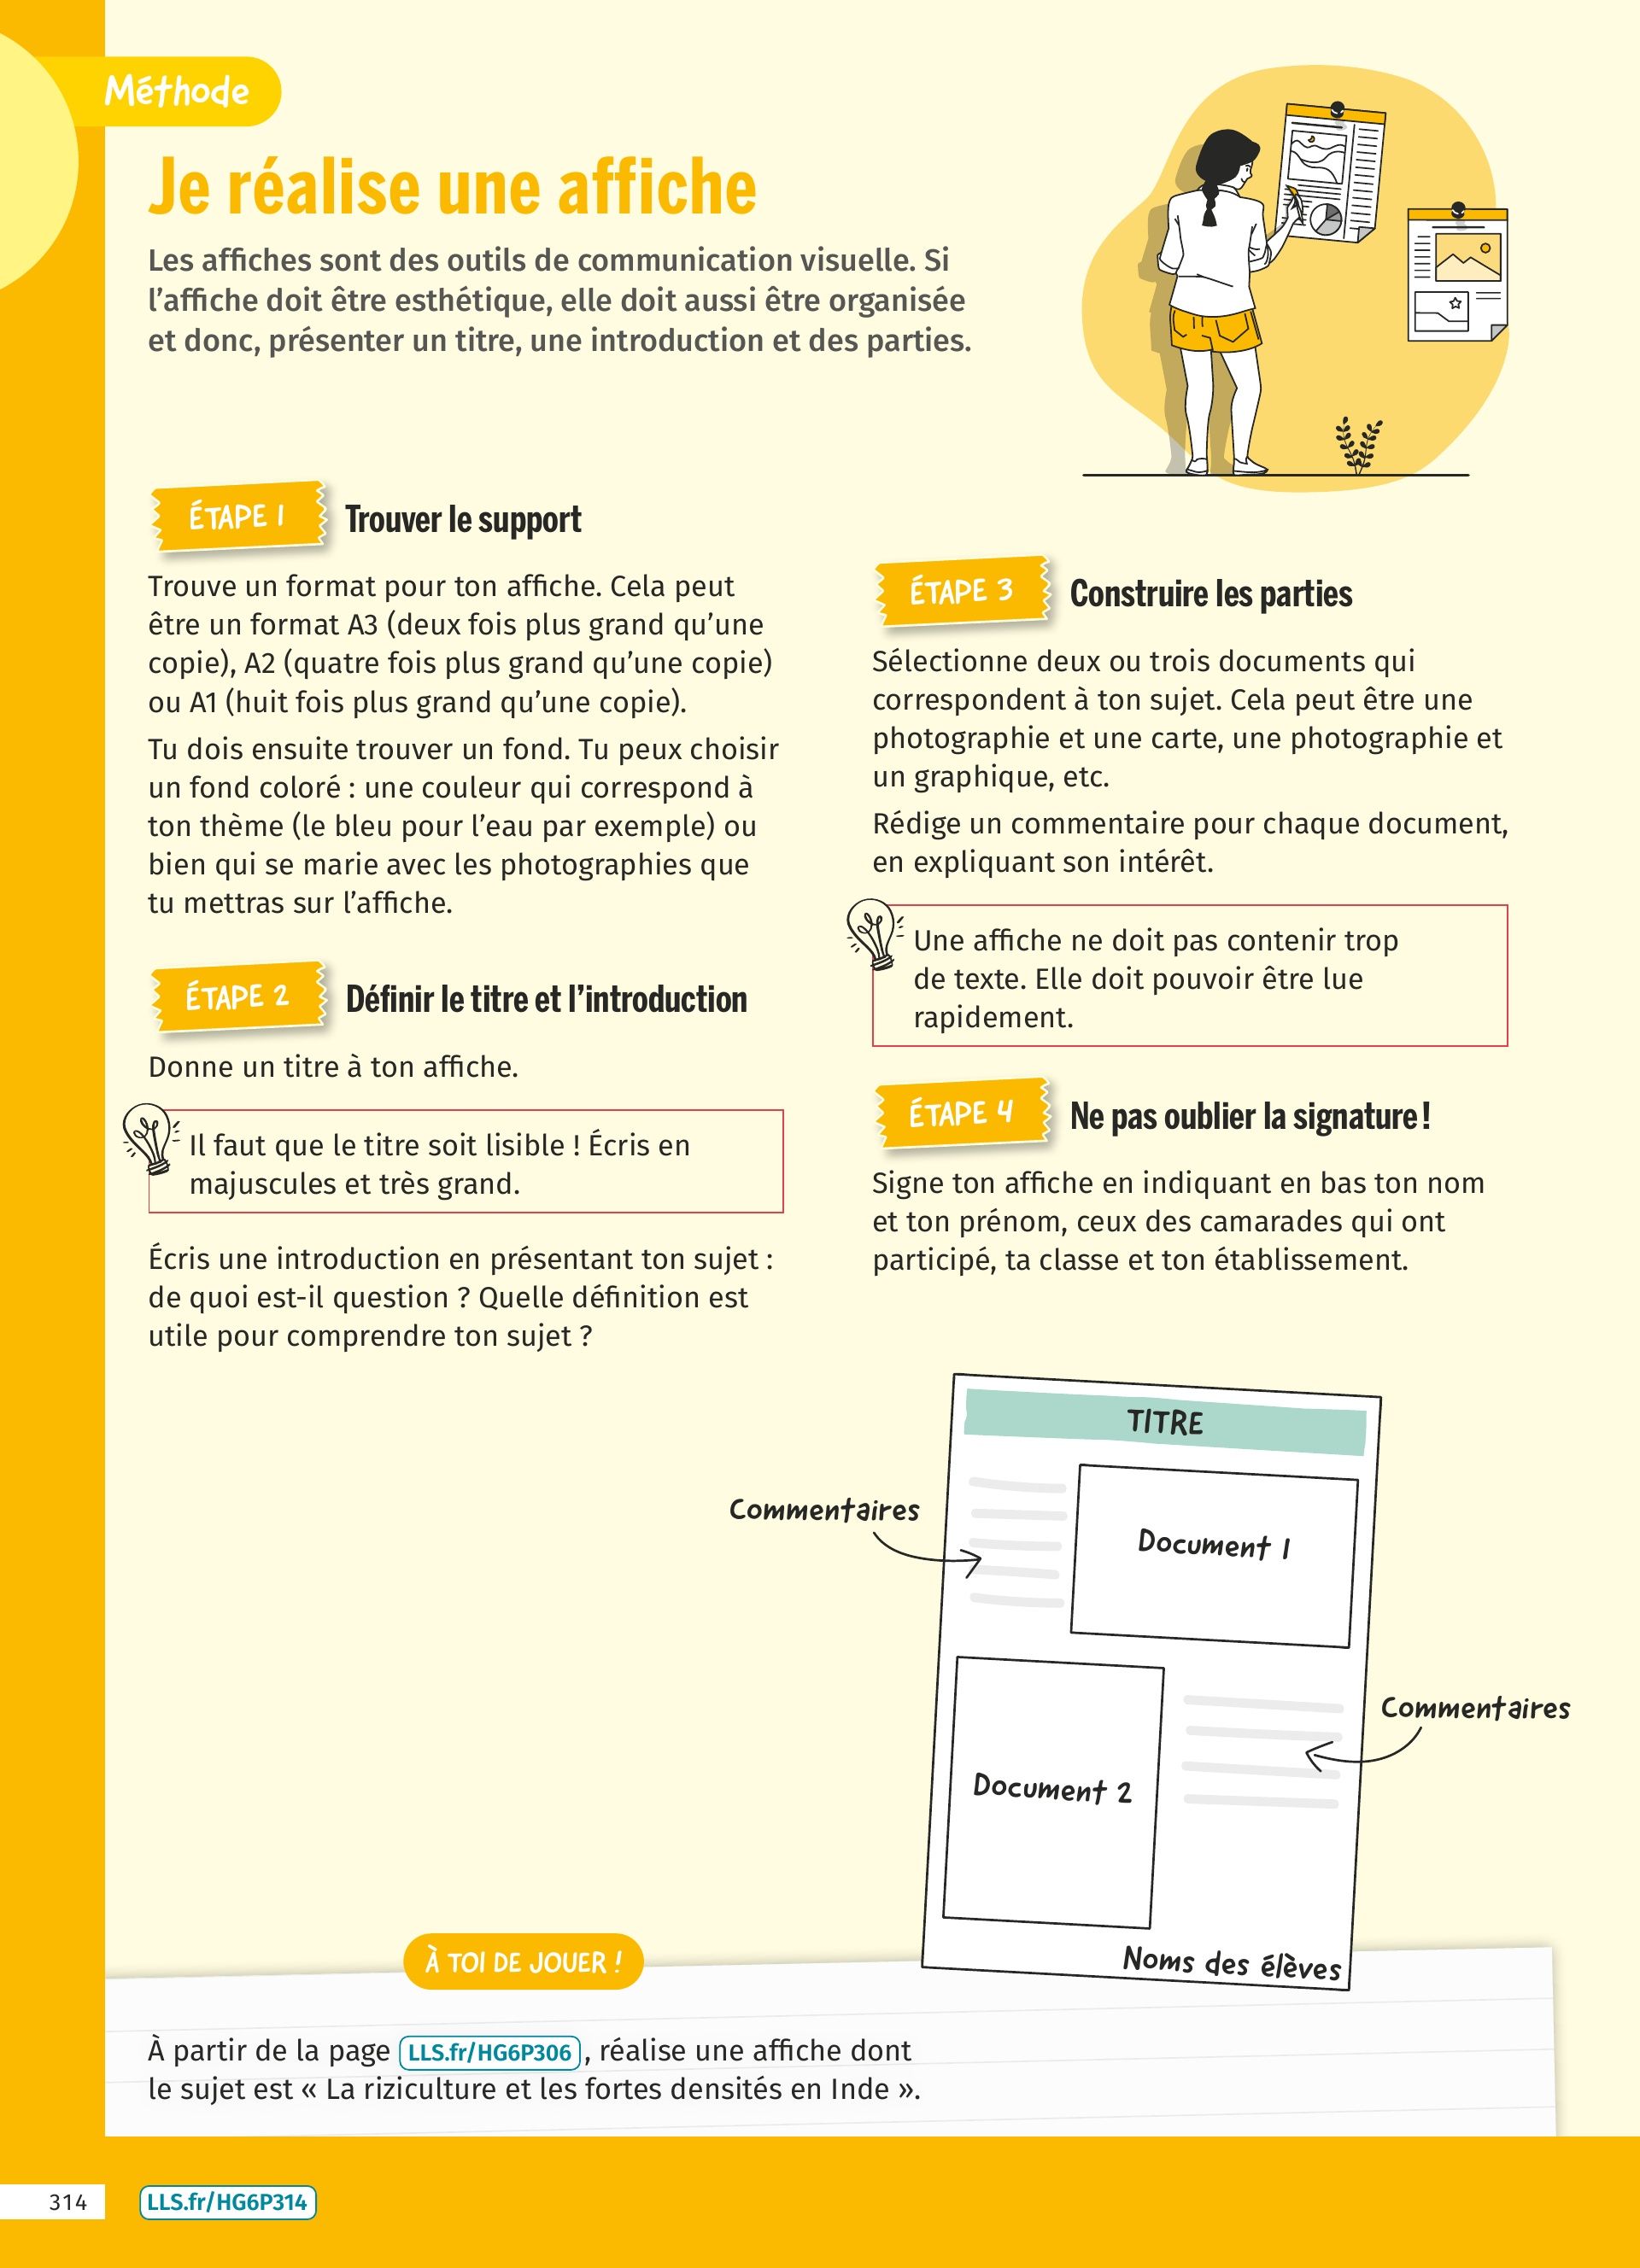 Méthode
Je réalise une affiche
Les affiches sont des outils de communication visuelle. Si
l’affiche doit être esthétique, elle doit aussi être organisée
et donc, présenter un titre, une introduction et des parties.
ÉTAPE 1
Trouver le support
Trouve un format pour ton affiche. Cela peut
être un format A3 (deux fois plus grand qu’une
copie), A2 (quatre fois plus grand qu’une copie)
ou A1 (huit fois plus grand qu’une copie).
Tu dois ensuite trouver un fond. Tu peux choisir
un fond coloré : une couleur qui correspond à
ton thème (le bleu pour l’eau par exemple) ou
bien qui se marie avec les photographies que
tu mettras sur l’affiche.
ÉTAPE 2
Définir le titre et l’introduction
Donne un titre à ton affiche.
Il faut que le titre soit lisible ! Écris en
majuscules et très grand.
Écris une introduction en présentant ton sujet :
de quoi est-il question ? Quelle définition est
utile pour comprendre ton sujet ?
ÉTAPE 3
Construire les parties
Sélectionne deux ou trois documents qui
correspondent à ton sujet. Cela peut être une
photographie et une carte, une photographie et
un graphique, etc.
Rédige un commentaire pour chaque document,
en expliquant son intérêt.
Une affiche ne doit pas contenir trop
de texte. Elle doit pouvoir être lue
rapidement.
ÉTAPE 4
Ne pas oublier la signature !
Signe ton affiche en indiquant en bas ton nom
et ton prénom, ceux des camarades qui ont
participé, ta classe et ton établissement.
TITRE
Commentaires
Document 1
Document 2
Commentaires
Noms des élèves
À TOI DE JOUER !
À partir de la page LLS.fr/HG6P306, réalise une affiche dont
le sujet est « La riziculture et les fortes densités en Inde ».
314
LLS.fr/HG6P314